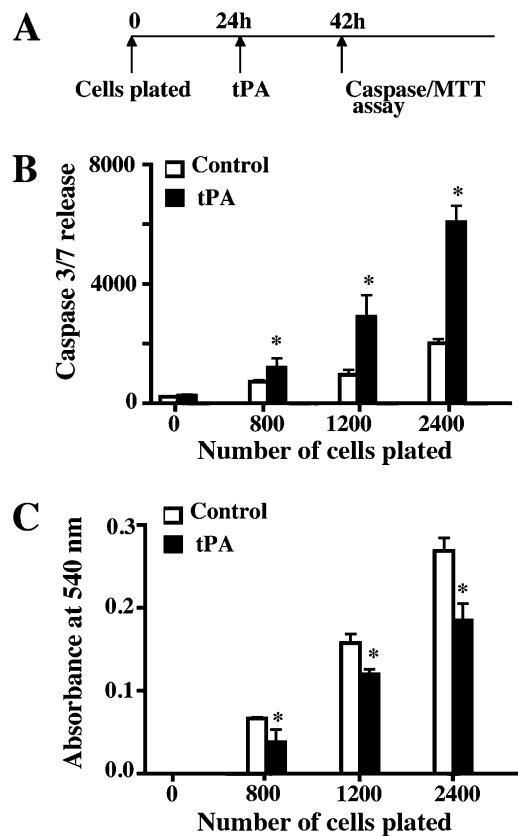 A
0 24h 42h
Cells plated tPA Caspase/MTT
assay
B
8000
Control
tPA
*
4000
*
*
0
Caspase 3/7 release
0 800 1200 2400
Number of cells plated
C
0.3
Control
tPA
0.2
*
*
0.1
*
0.0
Absorbance at 540 nm
0 800 1200 2400
Number of cells plated